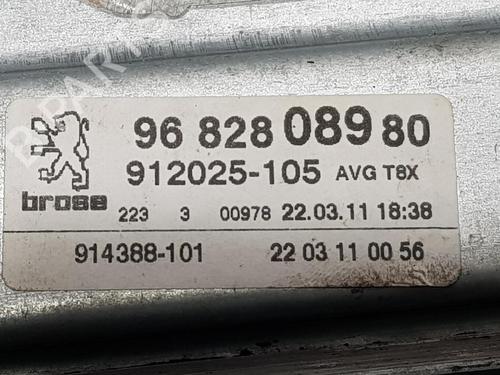 96 828 089 80
912025-105 AVG T8X
brose
223 3 00978 22.03.11 18:38
914388-101 22 03 11 00 56
B PARTS